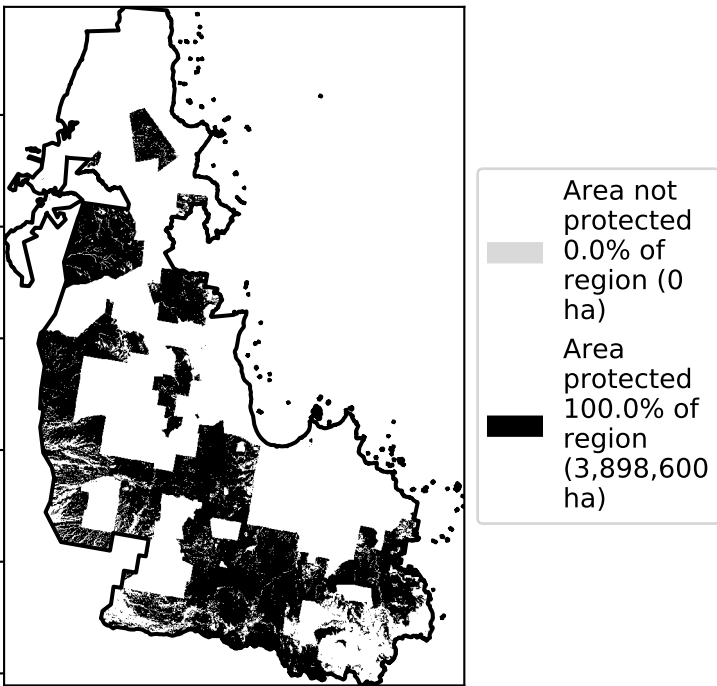 Area not
protected
0.0% of
region (0
ha)
Area
protected
100.0% of
region
(3,898,600
ha)